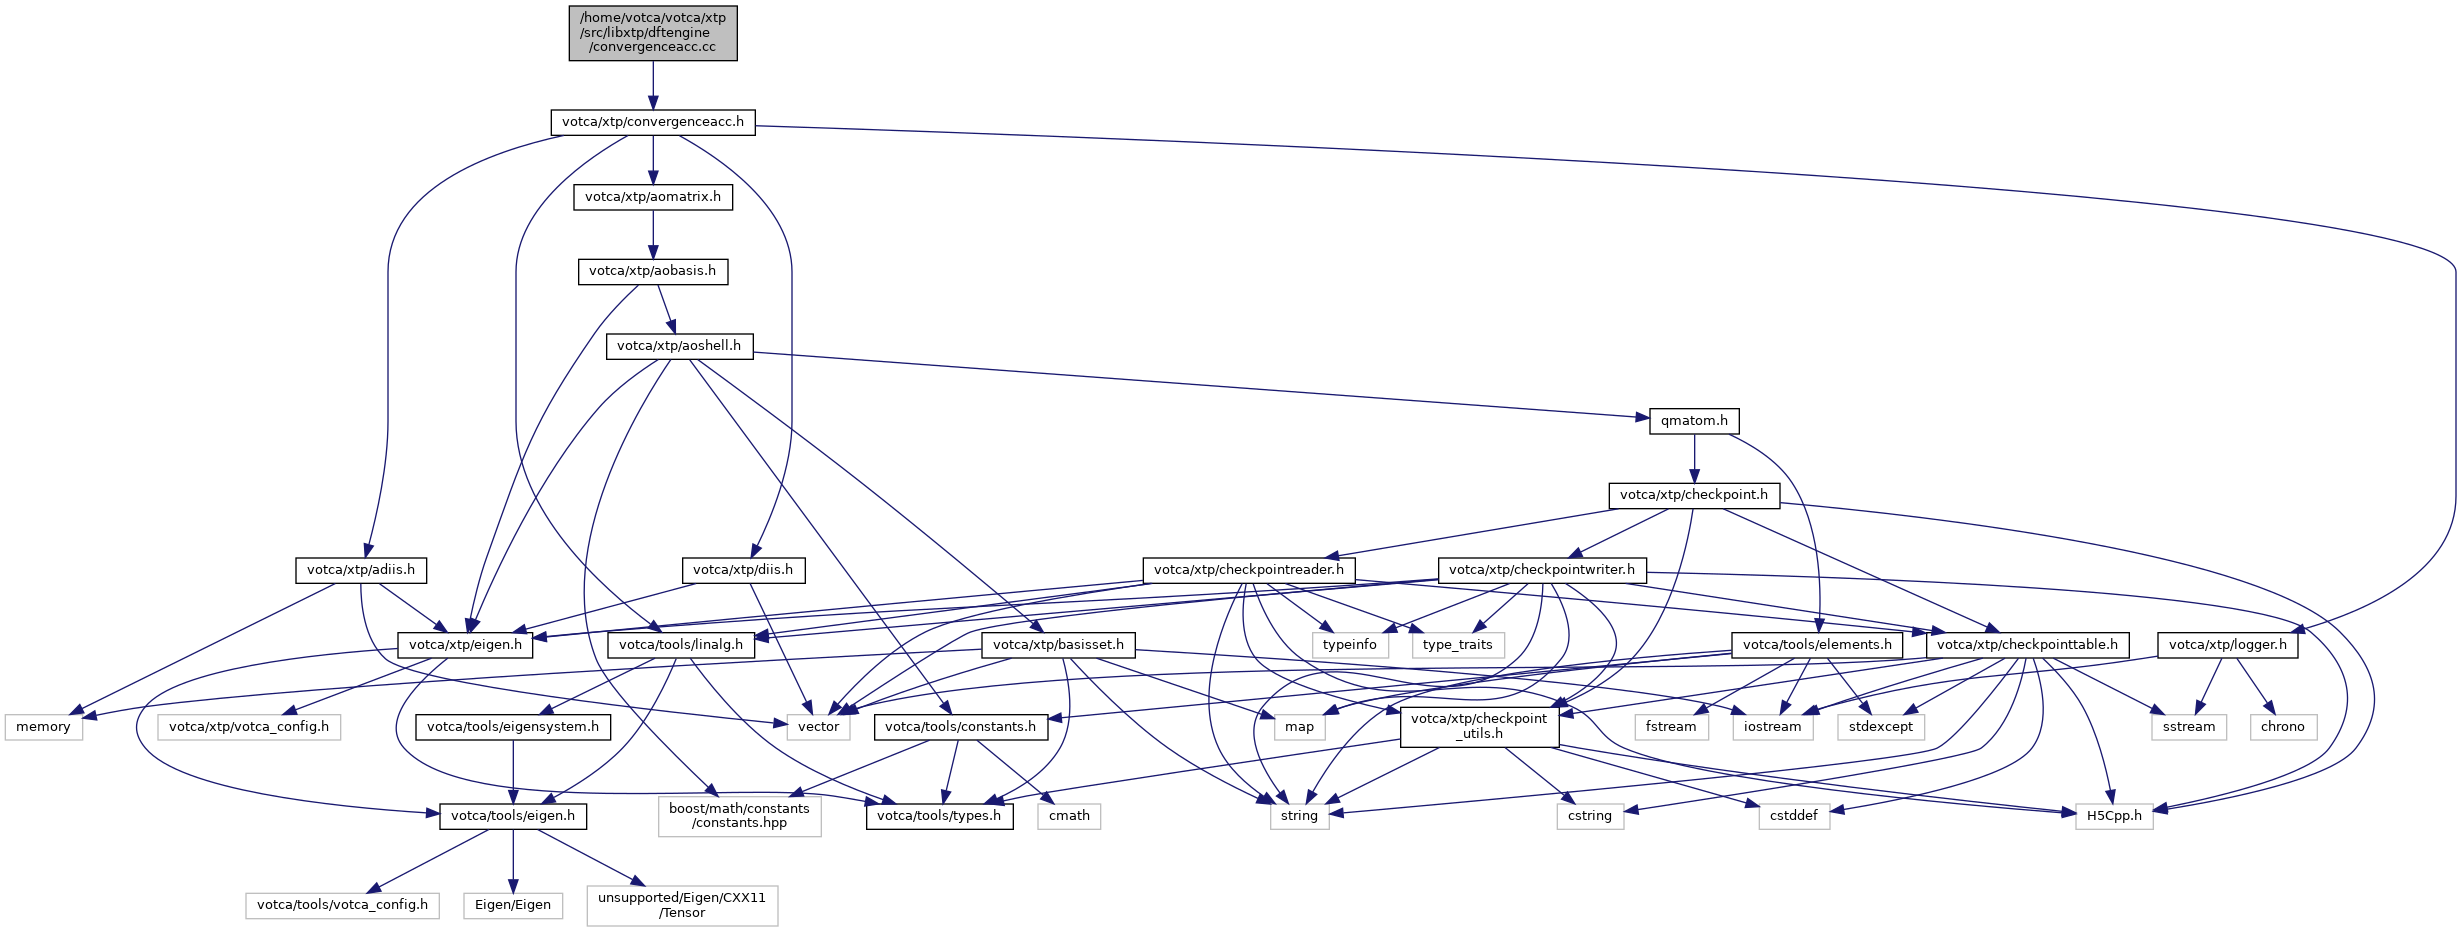 /home/votca/votca/xtp
/src/libxtp/dftengine
/convergenceacc.cc
votca/xtp/convergenceacc.h
votca/xtp/aomatrix.h
votca/xtp/aobasis.h
votca/xtp/aoshell.h
qmatom.h
votca/xtp/checkpoint.h
votca/xtp/adiis.h
votca/xtp/diis.h
votca/xtp/checkpointreader.h
votca/xtp/checkpointwriter.h
votca/xtp/eigen.h
votca/tools/linalg.h
votca/xtp/basisset.h
typeinfo
type_traits
votca/tools/elements.h
votca/xtp/checkpointtable.h
votca/xtp/logger.h
memory
votca/xtp/votca_config.h
votca/tools/eigensystem.h
vector
votca/tools/constants.h
map
votca/xtp/checkpoint
_utils.h
fstream
iostream
stdexcept
sstream
chrono
votca/tools/eigen.h
boost/math/constants
/constants.hpp
votca/tools/types.h
cmath
string
cstring
cstddef
H5Cpp.h
votca/tools/votca_config.h
Eigen/Eigen
unsupported/Eigen/CXX11
/Tensor